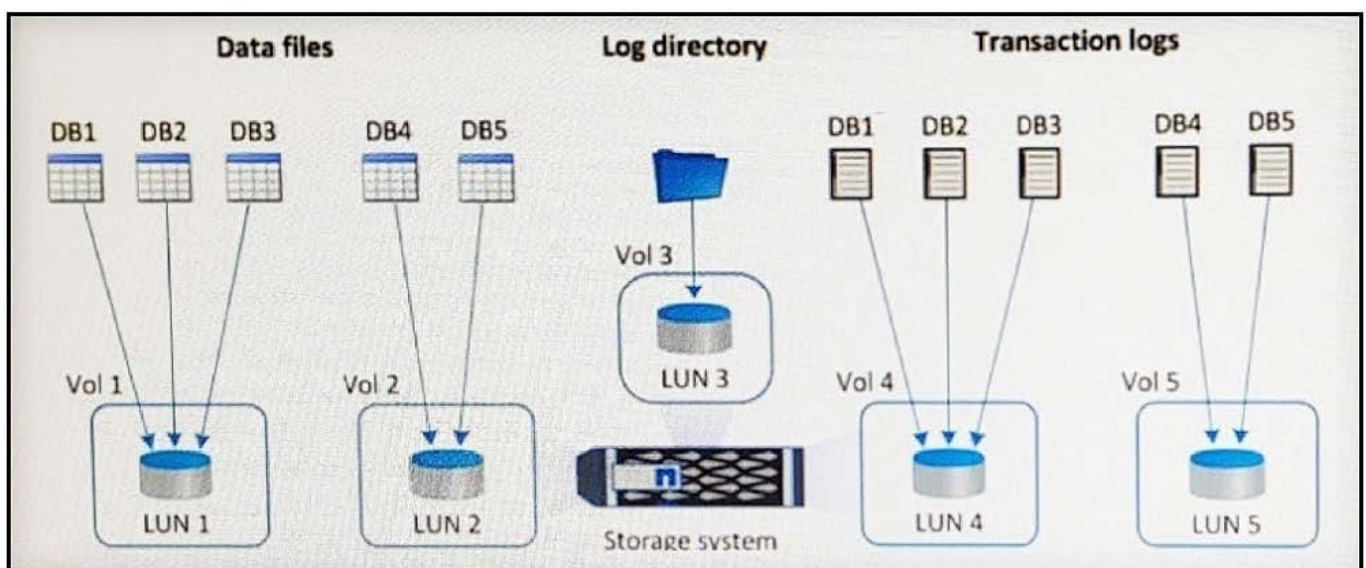 Data files
Log directory
Transaction logs
DB1 DB2 DB3 DB4 DB5
DB1 DB2 DB3 DB4 DB5
Vol 3
LUN 3
Vol 1
Vol 2
Vol 4
Vol 5
LUN 1
LUN 2
Storage system
LUN 4
LUN 5